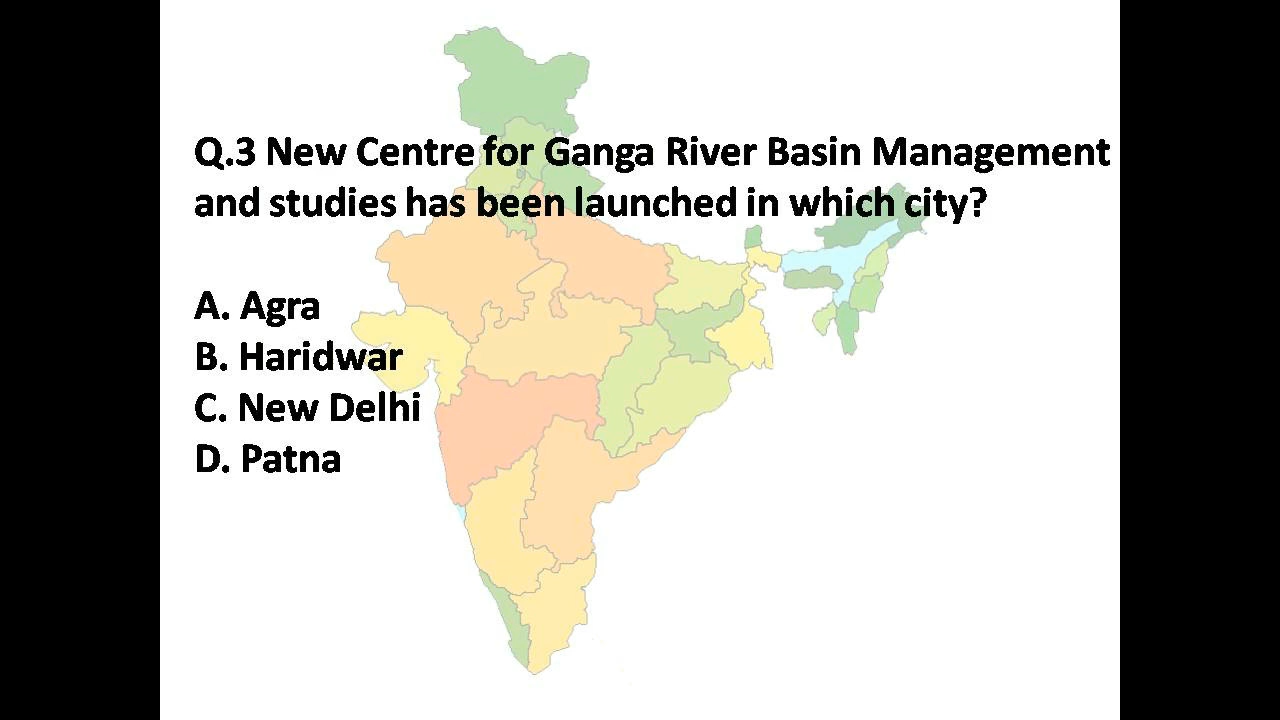 Q.3 New Centre for Ganga River Basin Management
and studies has been launched in which city?
A. Agra
B. Haridwar
C. New Delhi
D. Patna